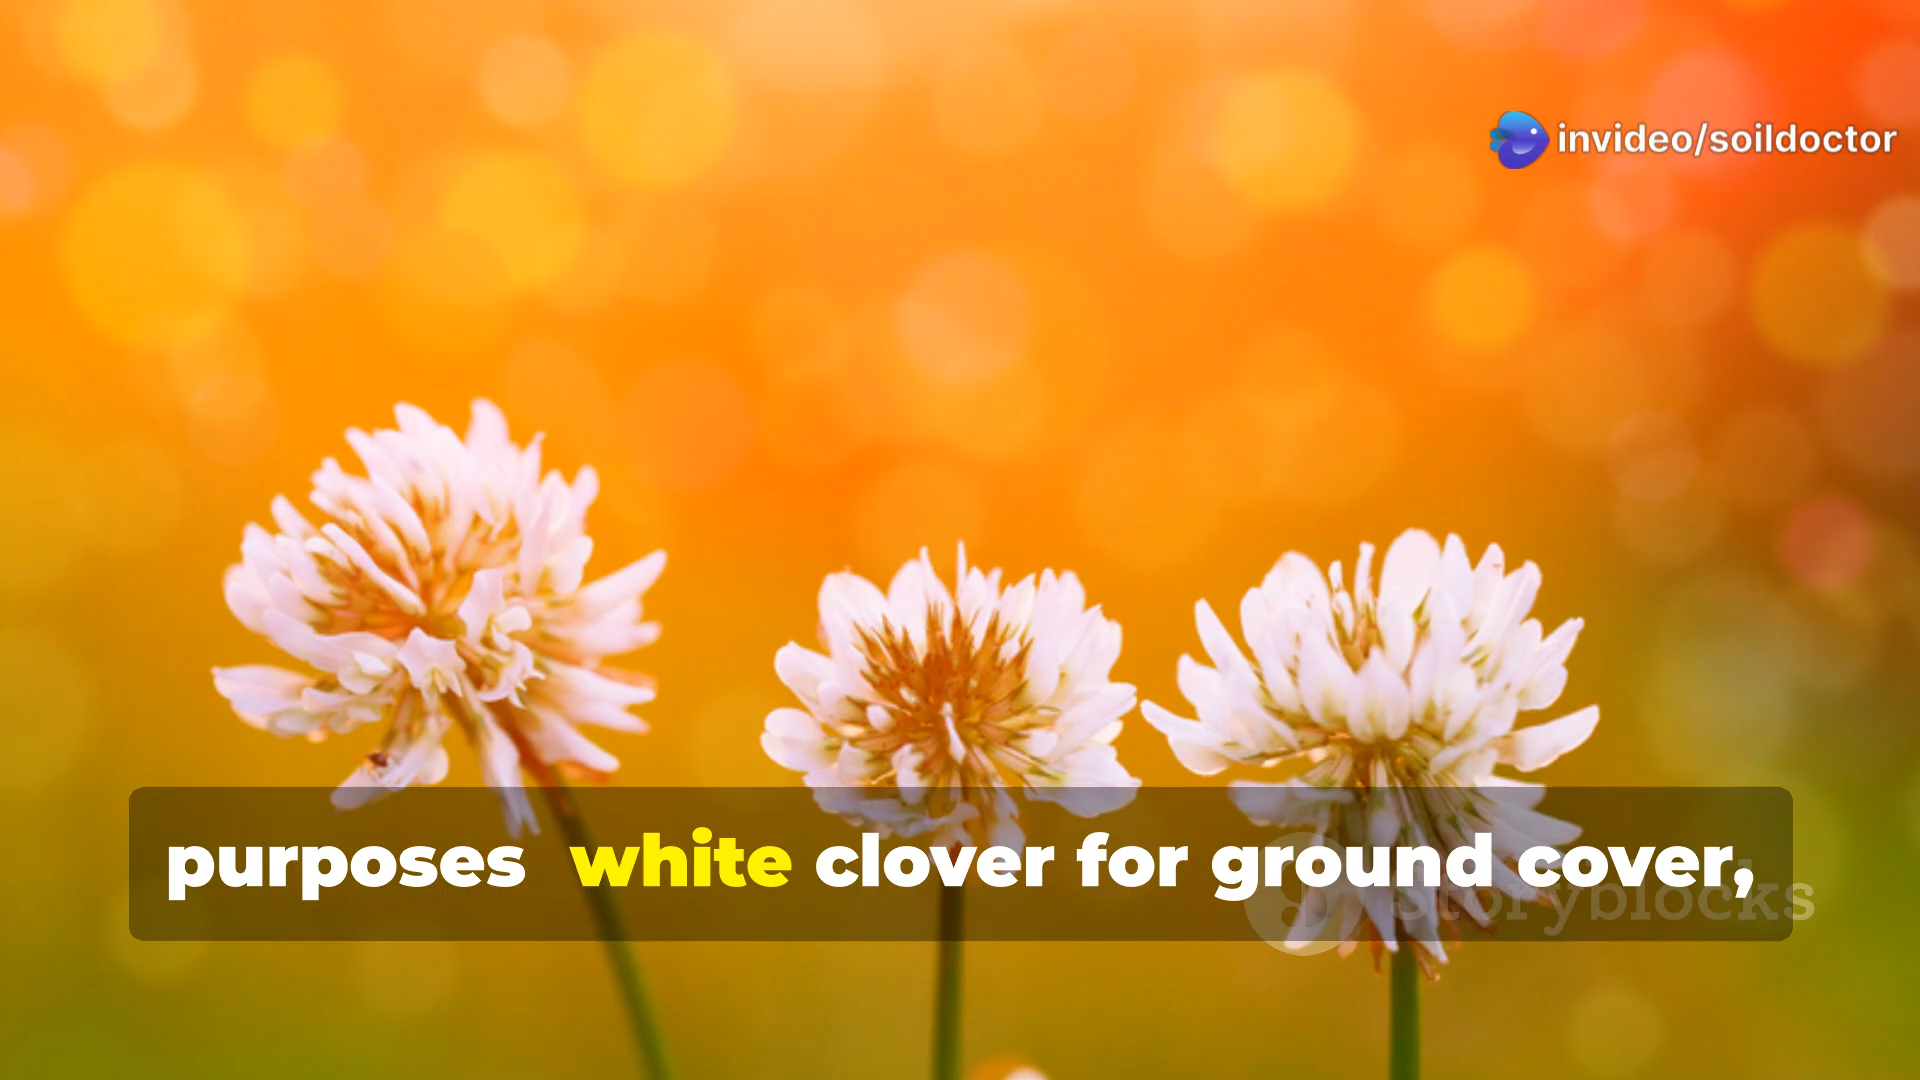 invideo/soildoctor
purposes white clover for ground cover,
Storyblocks